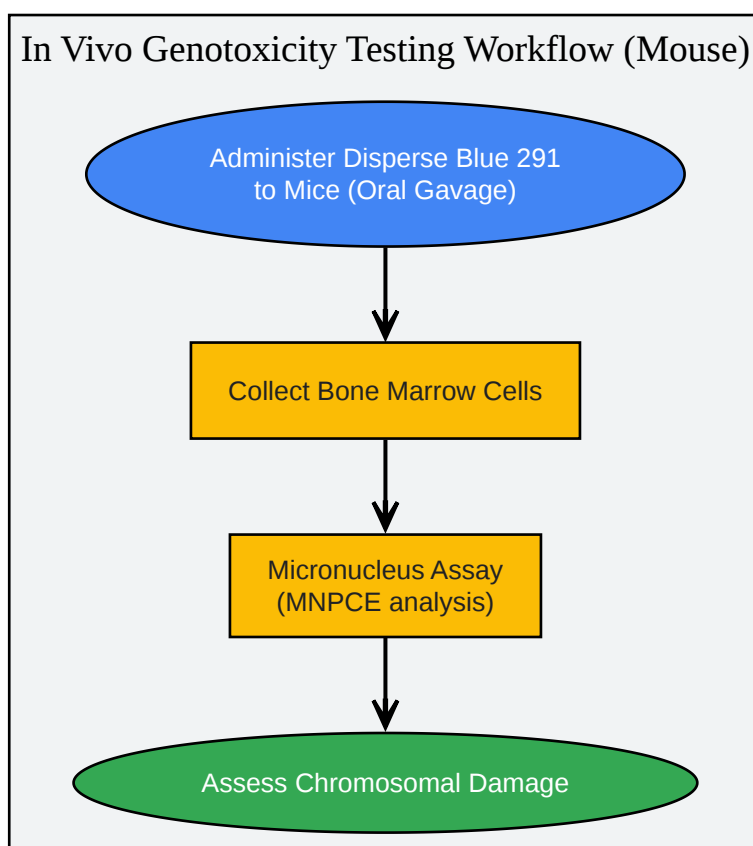 In Vivo Genotoxicity Testing Workflow (Mouse)
Administer Disperse Blue 291
to Mice (Oral Gavage)
Collect Bone Marrow Cells
Micronucleus Assay
(MNPCE analysis)
Assess Chromosomal Damage